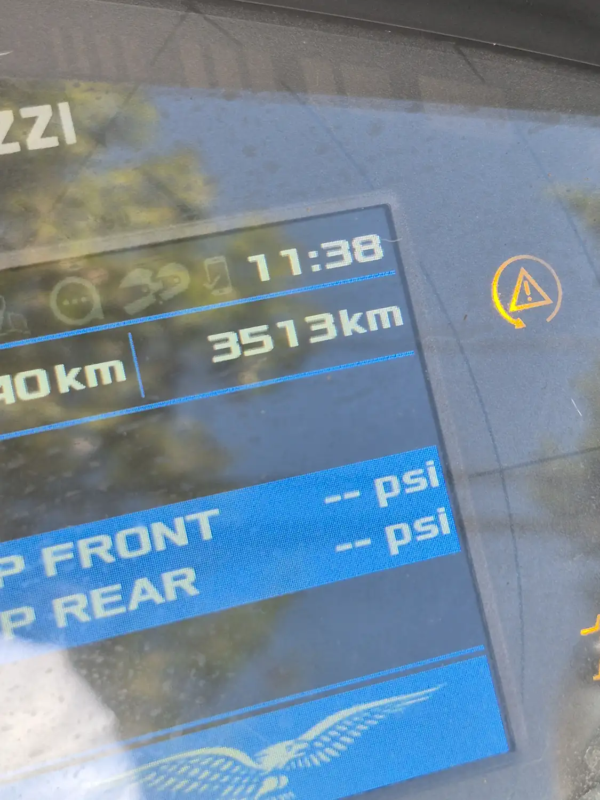 ZZI
11:38
40km 3513km
P FRONT -- psi
P REAR -- psi